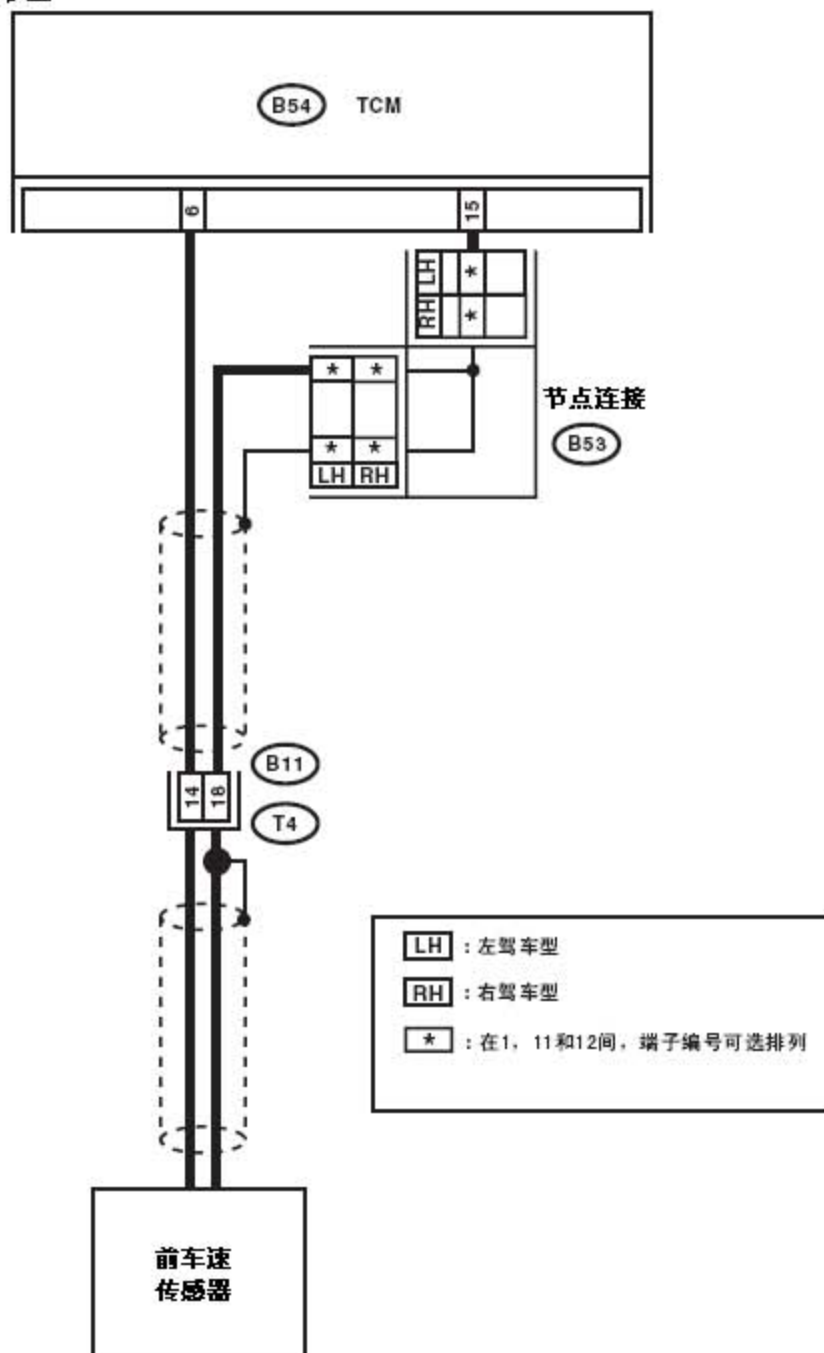 B54 TCM
6 15
LH *
RH *
* *
* *
LH RH
节点连接
B53
B11
14 18
T4
LH : 左驾车型
RH : 右驾车型
* : 在1, 11和12间, 端子编号可选排列
前车速
传感器